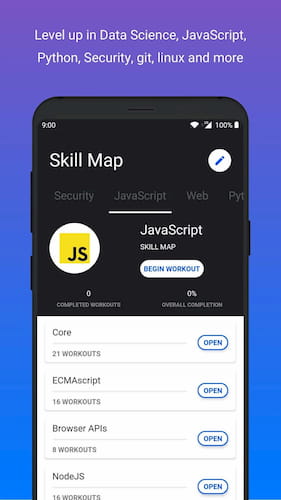 Level up in Data Science, JavaScript,
Python, Security, git, linux and more
9:00 100%
Skill Map
Security JavaScript Web Pyt
JS
JavaScript
SKILL MAP
BEGIN WORKOUT
0 0%
COMPLETED WORKOUTS OVERALL COMPLETION
Core
OPEN
21 WORKOUTS
ECMAscript
OPEN
16 WORKOUTS
Browser APIs
OPEN
8 WORKOUTS
NodeJS
OPEN
16 WORKOUTS